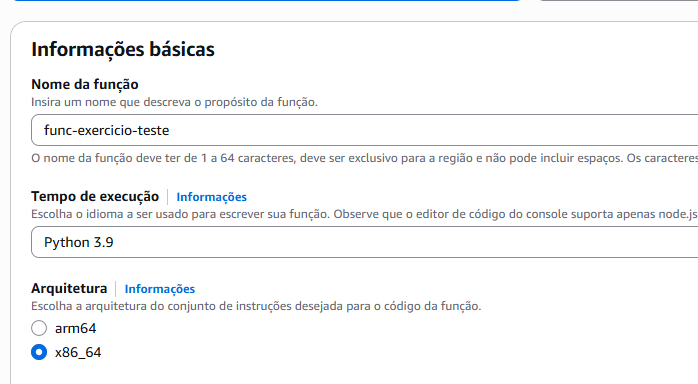 Informações básicas
Nome da função
Insira um nome que descreva o propósito da função.
func-exercicio-teste
O nome da função deve ter de 1 a 64 caracteres, deve ser exclusivo para a região e não pode incluir espaços. Os caracteres
Tempo de execução | Informações
Escolha o idioma a ser usado para escrever sua função. Observe que o editor de código do console suporta apenas node.js
Python 3.9
Arquitetura | Informações
Escolha a arquitetura do conjunto de instruções desejada para o código da função.
arm64
x86_64